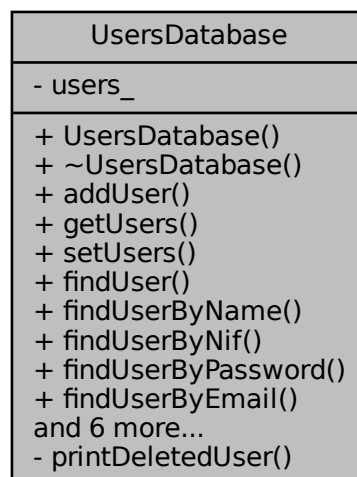 UsersDatabase
- users_
+ UsersDatabase()
+ ~UsersDatabase()
+ addUser()
+ getUsers()
+ setUsers()
+ findUser()
+ findUserByName()
+ findUserByNif()
+ findUserByPassword()
+ findUserByEmail()
and 6 more...
- printDeletedUser()